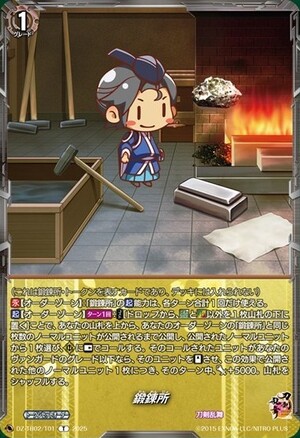 1
グレード
(これは鍛錬所・トークンを表すカードであり、デッキには入れられない!)
永【オーダーゾーン】:「鍛錬所」の起能力は、各ターン合計1回だけ使える。
起【オーダーゾーン】ターン1回:ドロップから、
以外を1枚山札の下に
置くことで、あなたの山札を上から、あなたのオーダーゾーンの「鍛錬所」と同じ
枚数のノーマルユニットが公開されるまで公開し、公開されたノーマルユニットか
ら1枚選び、
にコールする。そのコールされたユニットがあなたの
ヴァンガードのグレード以下なら、そのユニットを
させ、この効果で公開さ
れた他のノーマルユニット1枚につき、そのターン中、
+5000。山札を
シャッフルする。
刀剣乱舞
鍛錬所
DZ-TB02/101
2025
©2015 EXNOA LLC/NITRO PLUS